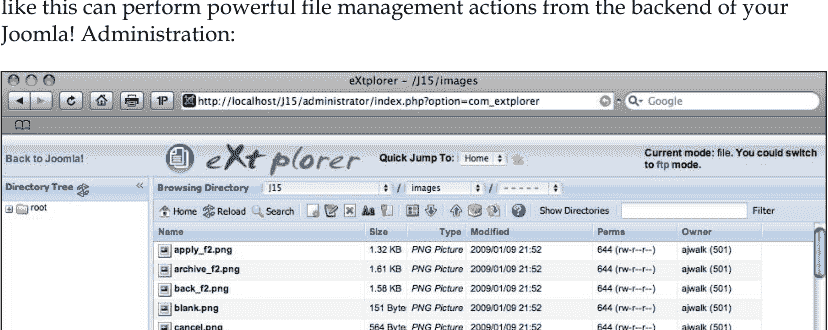 like this can perform powerful file management actions from the backend of your
Joomla! Administration:
eXtplorer - /J15/images
1P http://localhost/J15/administrator/index.php?option=com_extplorer Google
Back to Joomla! eXtplorer Quick Jump To: Home Current mode: file. You could switch
to ftp mode.
Directory Tree « Browsing Directory J15 / images / - - - - -
root Home Reload Search Aa Show Directories Filter
Name Size Type Modified Perms Owner
apply_f2.png 1.32 KB PNG Picture 2009/01/09 21:52 644 (rw-r--r--) ajwalk (501)
archive_f2.png 1.61 KB PNG Picture 2009/01/09 21:52 644 (rw-r--r--) ajwalk (501)
back_f2.png 1.58 KB PNG Picture 2009/01/09 21:52 644 (rw-r--r--) ajwalk (501)
blank.png 151 Byte PNG Picture 2009/01/09 21:52 644 (rw-r--r--) ajwalk (501)
cancel.png 564 Byte PNG Picture 2009/01/09 21:52 644 (rw-r--r--) ajwalk (501)